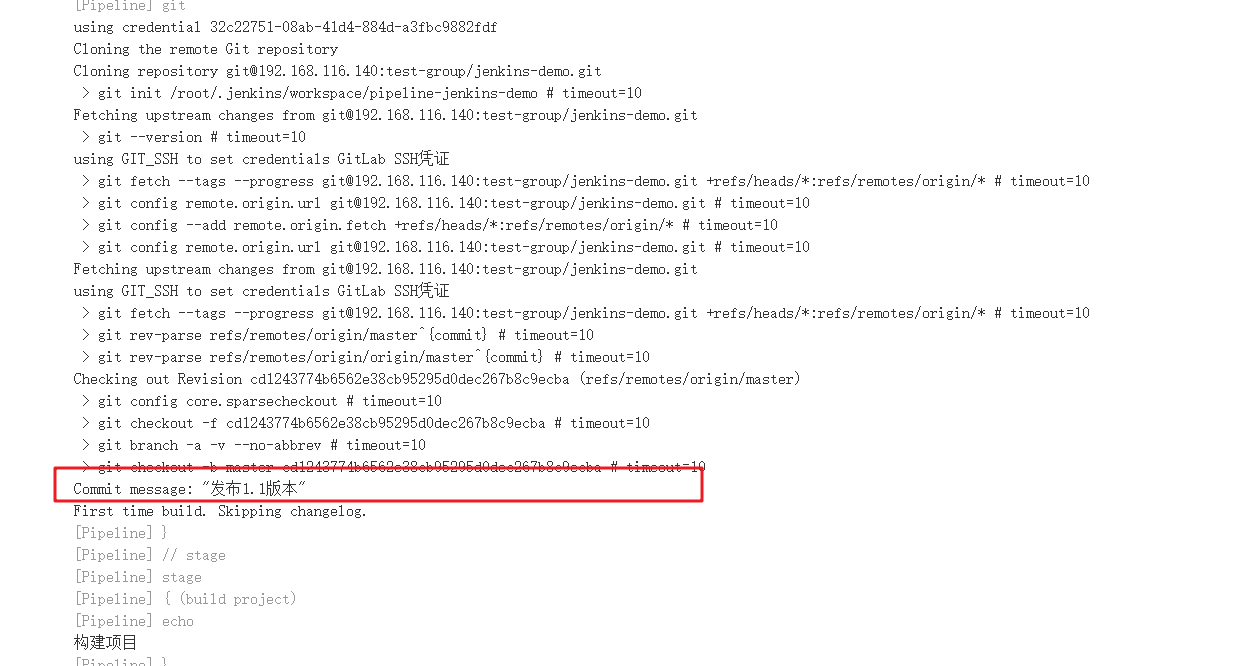 [Pipeline] git
using credential 32c22751-08ab-41d4-884d-a3fbc9882fdf
Cloning the remote Git repository
Cloning repository git@192.168.116.140:test-group/jenkins-demo.git
> git init /root/.jenkins/workspace/pipeline-jenkins-demo # timeout=10
Fetching upstream changes from git@192.168.116.140:test-group/jenkins-demo.git
> git --version # timeout=10
using GIT_SSH to set credentials GitLab SSH凭证
> git fetch --tags --progress git@192.168.116.140:test-group/jenkins-demo.git +refs/heads/*:refs/remotes/origin/* # timeout=10
> git config remote.origin.url git@192.168.116.140:test-group/jenkins-demo.git # timeout=10
> git config --add remote.origin.fetch +refs/heads/*:refs/remotes/origin/* # timeout=10
> git config remote.origin.url git@192.168.116.140:test-group/jenkins-demo.git # timeout=10
Fetching upstream changes from git@192.168.116.140:test-group/jenkins-demo.git
using GIT_SSH to set credentials GitLab SSH凭证
> git fetch --tags --progress git@192.168.116.140:test-group/jenkins-demo.git +refs/heads/*:refs/remotes/origin/* # timeout=10
> git rev-parse refs/remotes/origin/master^{commit} # timeout=10
> git rev-parse refs/remotes/origin/origin/master^{commit} # timeout=10
Checking out Revision cd1243774b6562e38cb95295d0dec267b8c9ecba (refs/remotes/origin/master)
> git config core.sparsecheckout # timeout=10
> git checkout -f cd1243774b6562e38cb95295d0dec267b8c9ecba # timeout=10
> git branch -a -v --no-abbrev # timeout=10
> git checkout -b master cd1243774b6562e38cb95295d0dec267b8c9ecba # timeout=10
Commit message: "发布1.1版本"
First time build. Skipping changelog.
[Pipeline] }
[Pipeline] // stage
[Pipeline] stage
[Pipeline] { (build project)
[Pipeline] echo
构建项目
[Pipeline] }